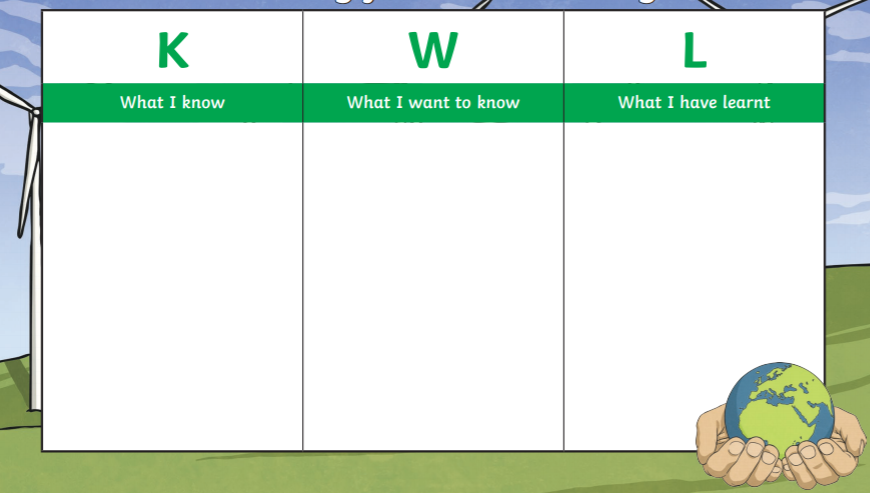 K
W
L
What I know
What I want to know
What I have learnt